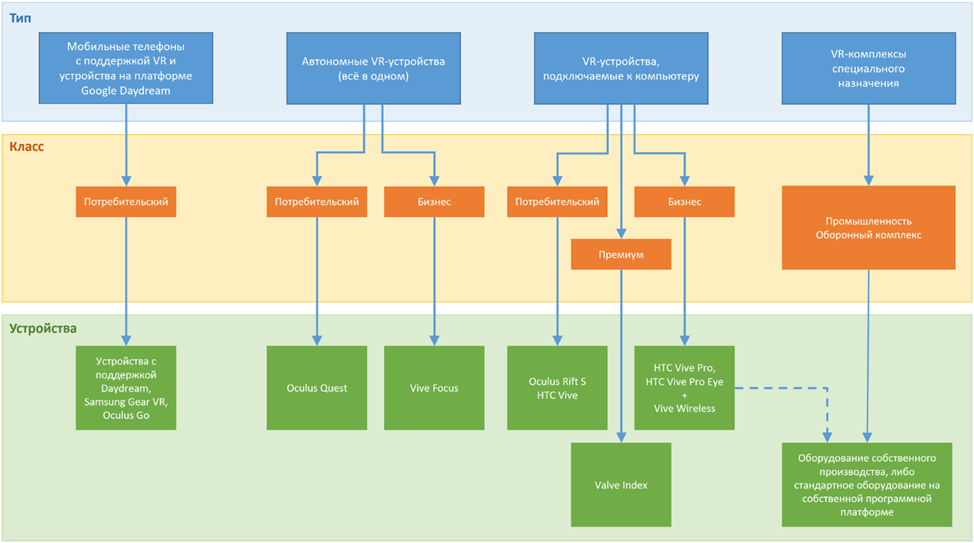 Тип
Мобильные телефоны
с поддержкой VR и
устройства на платформе
Google Daydream
Автономные VR-устройства
(всё в одном)
VR-устройства,
подключаемые к компьютеру
VR-комплексы
специального
назначения
Класс
Потребительский
Потребительский
Бизнес
Потребительский
Бизнес
Премиум
Промышленность
Оборонный комплекс
Устройства
Устройства с
поддержкой
Daydream,
Samsung Gear VR,
Oculus Go
Oculus Quest
Vive Focus
Oculus Rift S
HTC Vive
HTC Vive Pro,
HTC Vive Pro Eye
+
Vive Wireless
Valve Index
Оборудование собственного
производства, либо
стандартное оборудование на
собственной программной
платформе